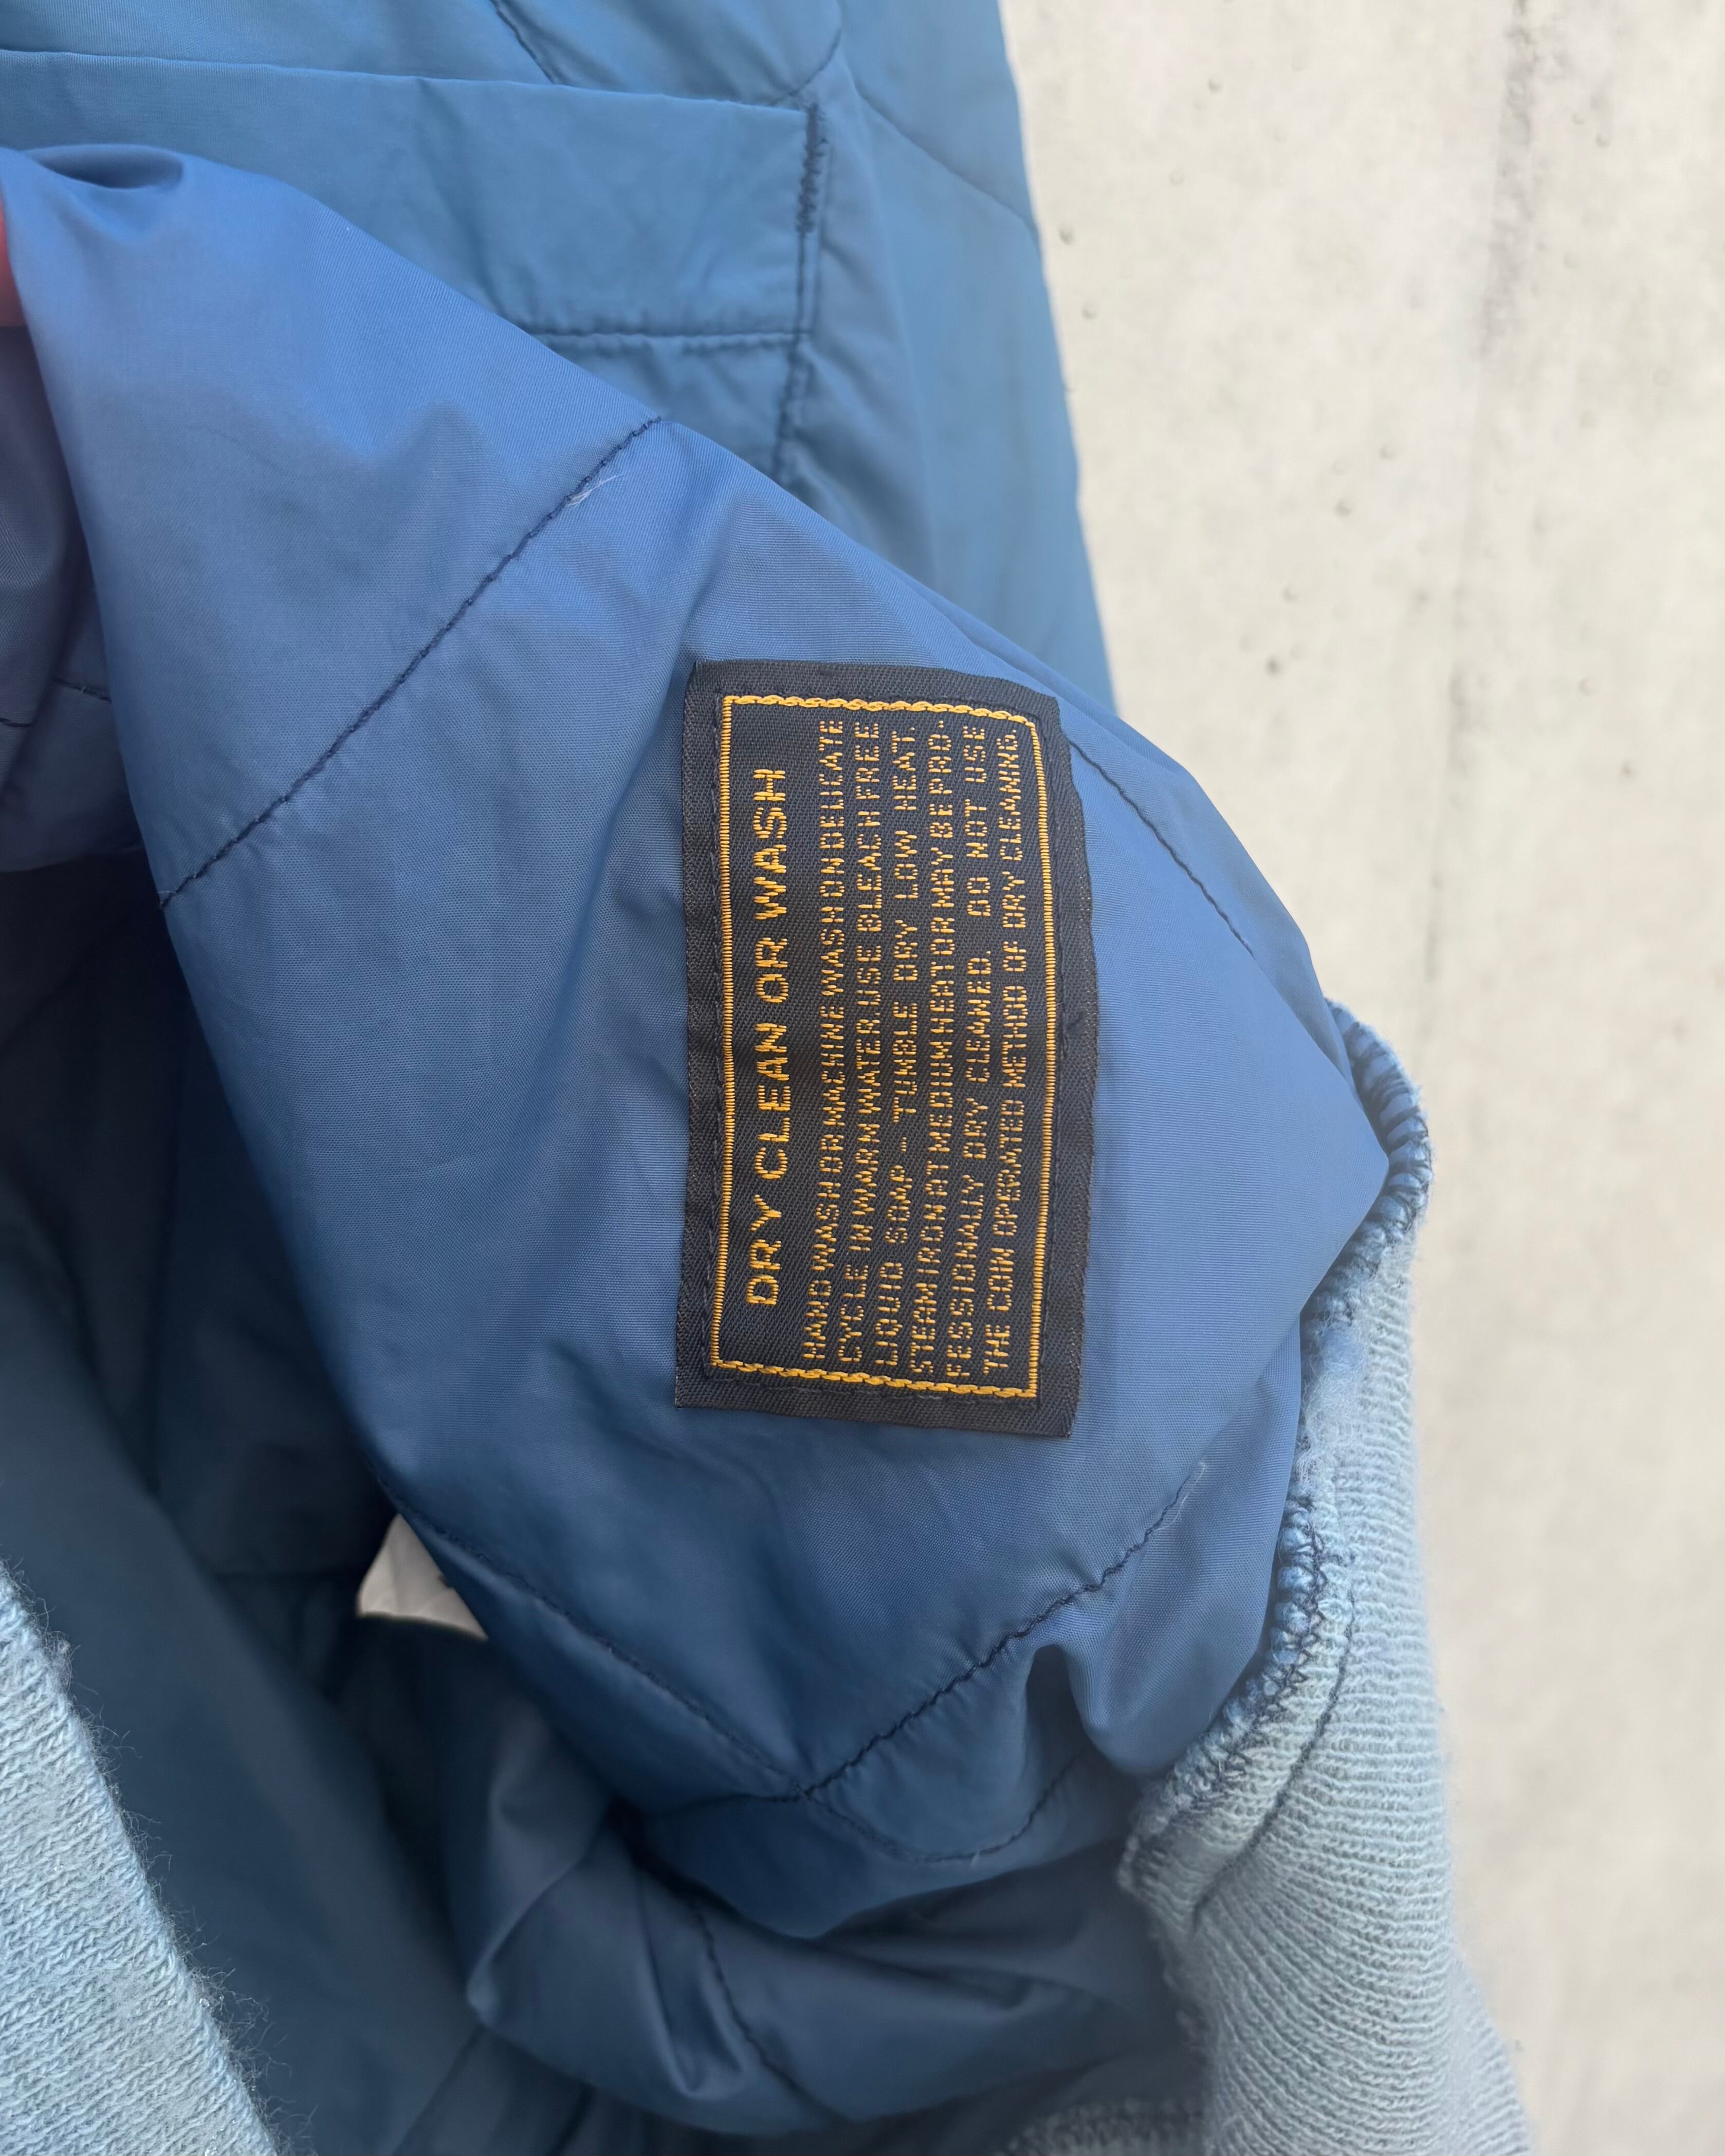 DRY CLEAN OR WASH
HAND WASH OR MACHINE WASH ON DELICATE
CYCLE IN WARM WATER. USE BLEACH FREE
LIQUID SOAP - TUMBLE DRY LOW HEAT.
STEAM IRON AT MEDIUM HEAT OR MAY BE PRO-
FESSIONALLY DRY CLEANED. DO NOT USE
THE COIN OPERATED METHOD OF DRY CLEANING.